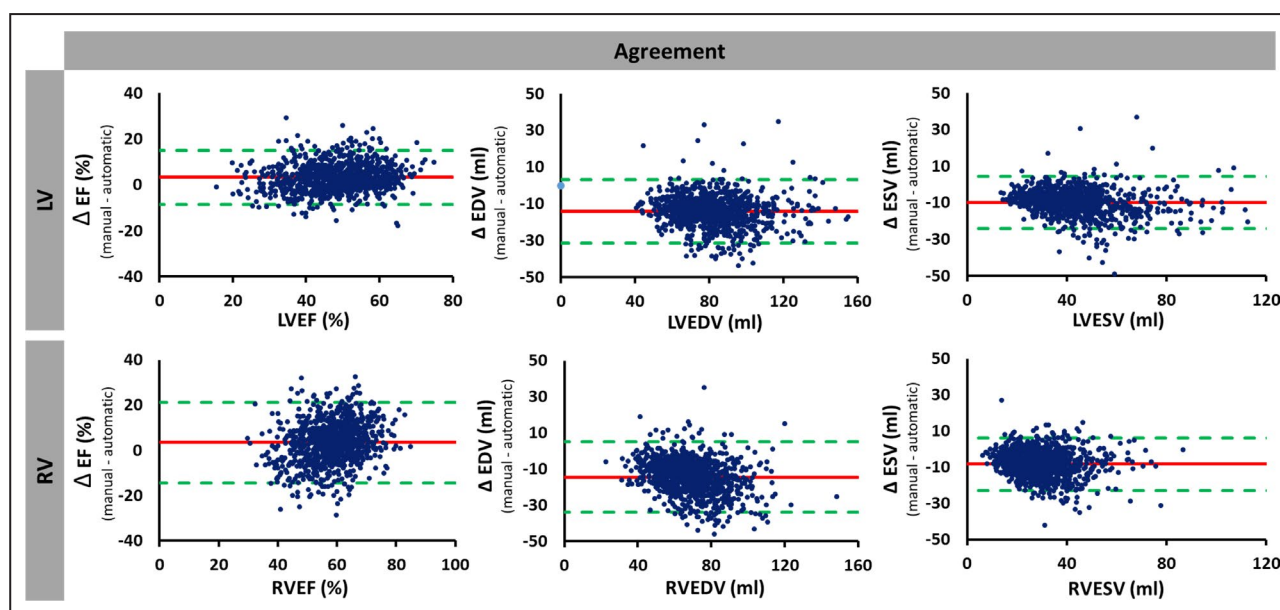 Agreement
LV
Δ EF (%)
(manual - automatic)
40
20
0
-20
-40
0 20 40 60 80
LVEF (%)
Δ EDV (ml)
(manual - automatic)
50
30
10
-10
-30
-50
0 40 80 120 160
LVEDV (ml)
Δ ESV (ml)
(manual - automatic)
50
30
10
-10
-30
-50
0 40 80 120
LVESV (ml)
RV
Δ EF (%)
(manual - automatic)
40
20
0
-20
-40
0 20 40 60 80 100
RVEF (%)
Δ EDV (ml)
(manual - automatic)
50
30
10
-10
-30
-50
0 40 80 120 160
RVEDV (ml)
Δ ESV (ml)
(manual - automatic)
50
30
10
-10
-30
-50
0 40 80 120
RVESV (ml)